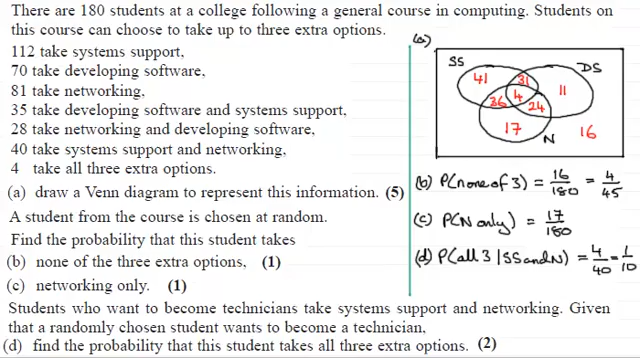 There are 180 students at a college following a general course in computing. Students on
this course can choose to take up to three extra options.
112 take systems support,
70 take developing software,
81 take networking,
35 take developing software and systems support,
28 take networking and developing software,
40 take systems support and networking,
4 take all three extra options.
(a) draw a Venn diagram to represent this information. (5)
A student from the course is chosen at random.
Find the probability that this student takes
(b) none of the three extra options, (1)
(c) networking only. (1)
Students who want to become technicians take systems support and networking. Given
that a randomly chosen student wants to become a technician,
(d) find the probability that this student takes all three extra options. (2)
(a)
SS
DS
41
31
11
36
4
24
17
N
16
(b) P(none of 3) = 16/180 = 4/45
(c) P(N only) = 17/180
(d) P(all 3 | SS and N) = 4/40 = 1/10